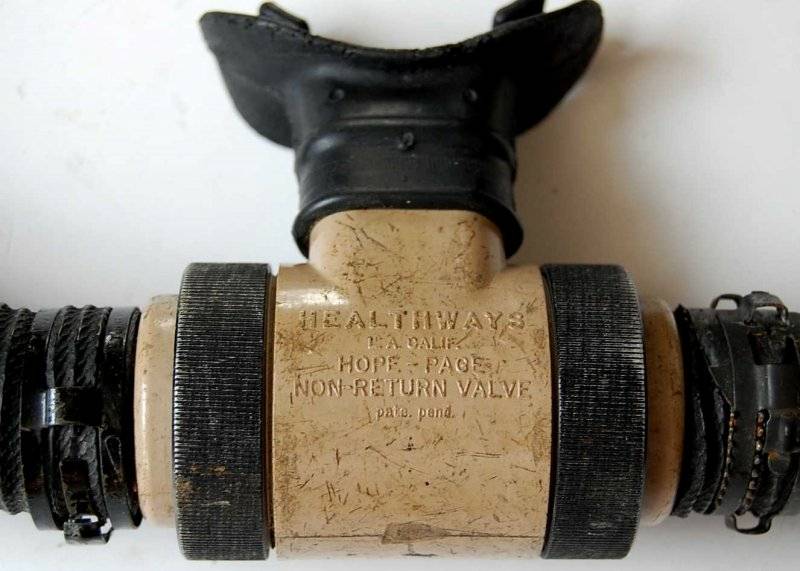 HEALTHWAYS
L.A. CALIF.
HOPE - PAGE
NON-RETURN VALVE
pats. pend.